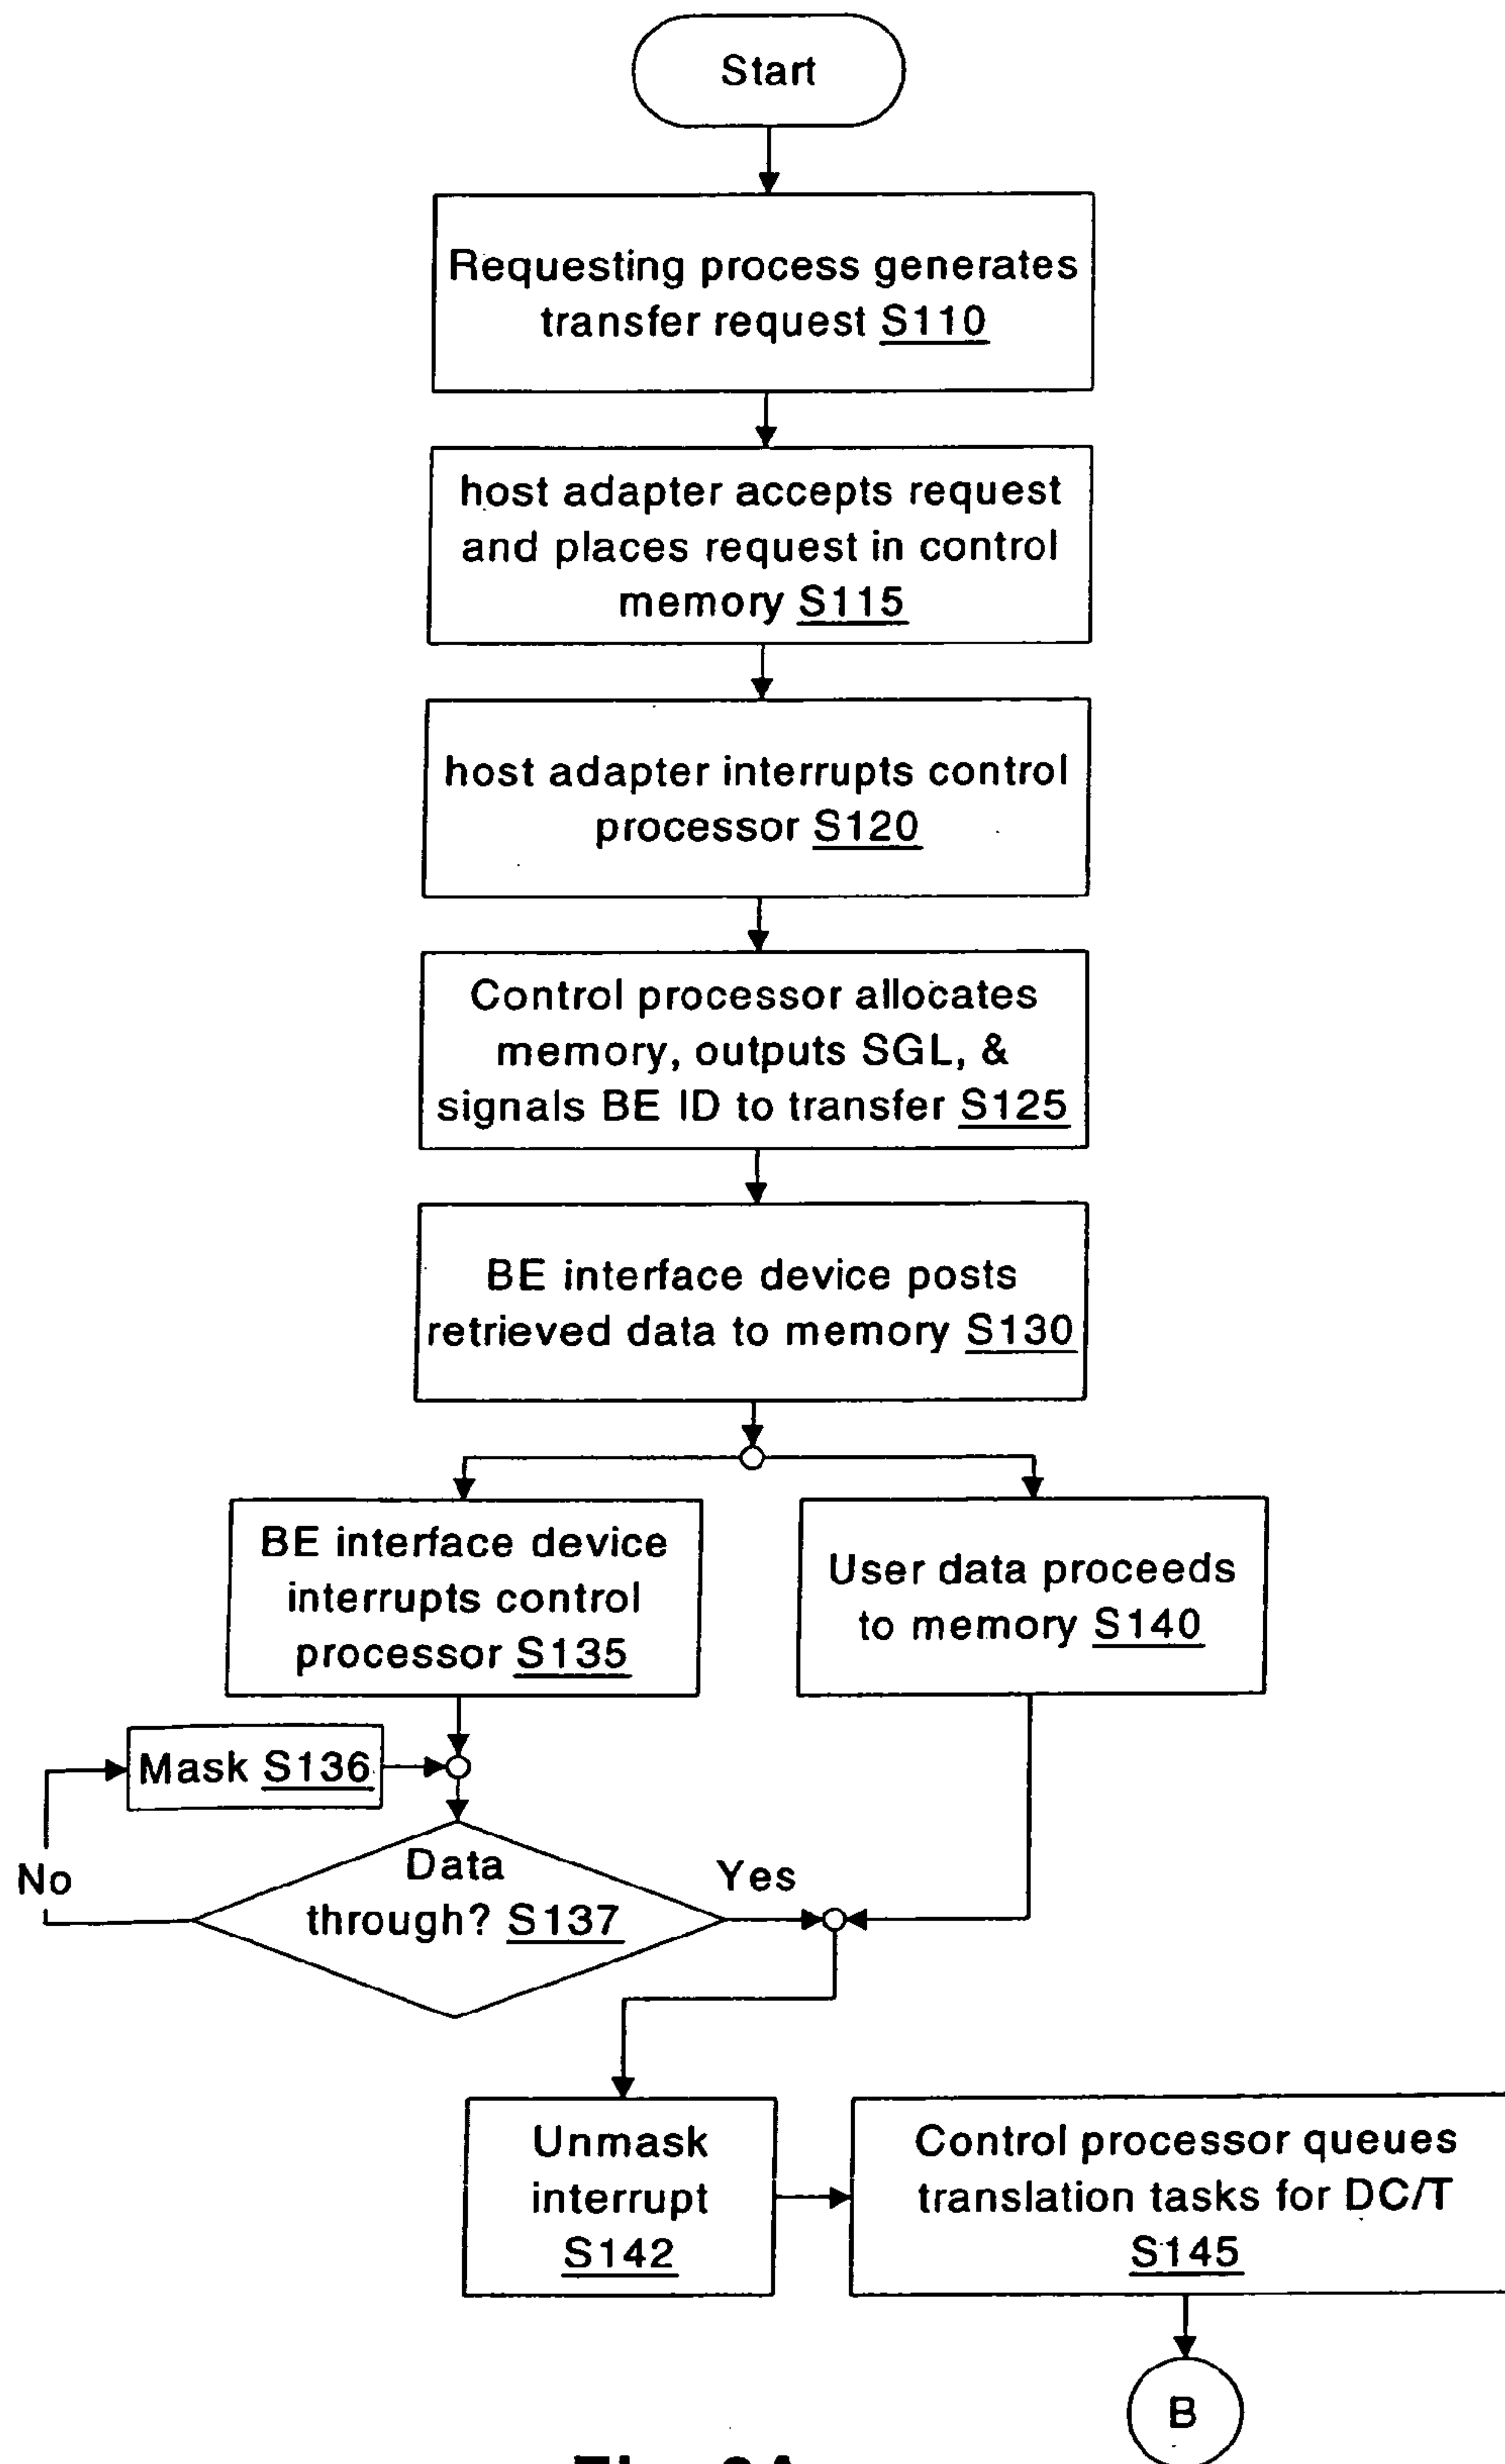 Start
Requesting process generates
transfer request S110
host adapter accepts request
and places request in control
memory S115
host adapter interrupts control
processor S120
Control processor allocates
memory, outputs SGL, &
signals BE ID to transfer S125
BE interface device posts
retrieved data to memory S130
BE interface device
interrupts control
processor S135
User data proceeds
to memory S140
Mask S136
No
Data
through? S137
Yes
Unmask
interrupt
S142
Control processor queues
translation tasks for DC/T
S145
B